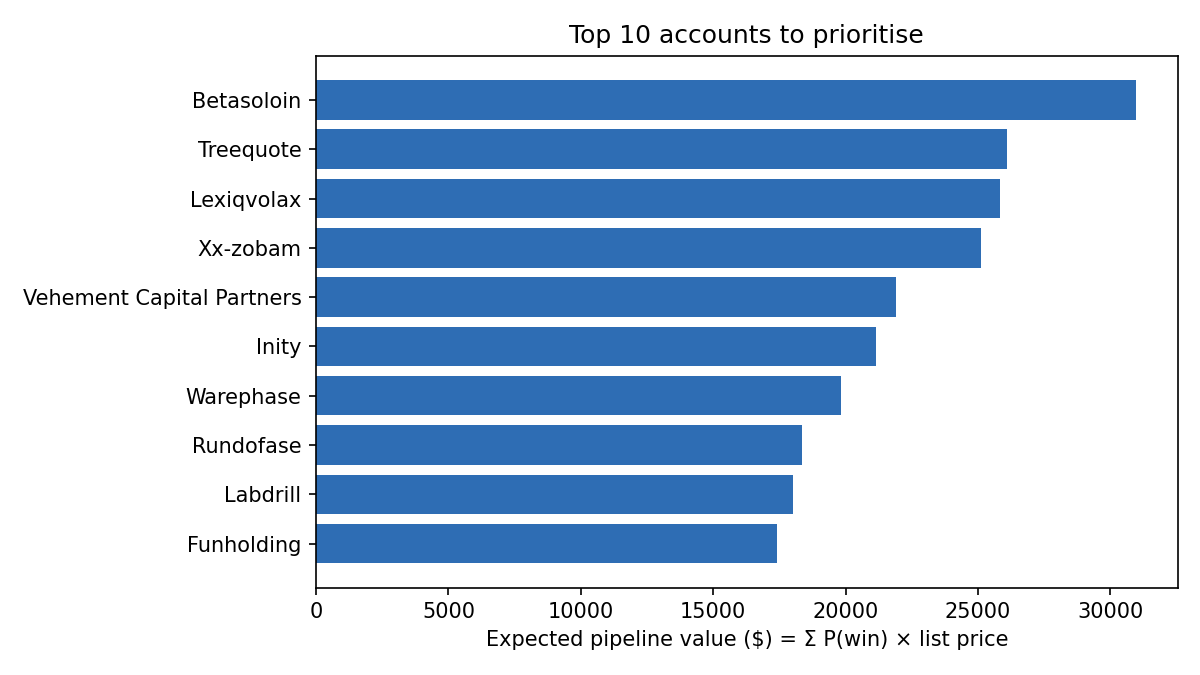 Top 10 accounts to prioritise
Betasoloin
Treequote
Lexiqvolax
Xx-zobam
Vehement Capital Partners
Inity
Warephase
Rundofase
Labdrill
Funholding
0 5000 10000 15000 20000 25000 30000
Expected pipeline value ($) = Σ P(win) × list price